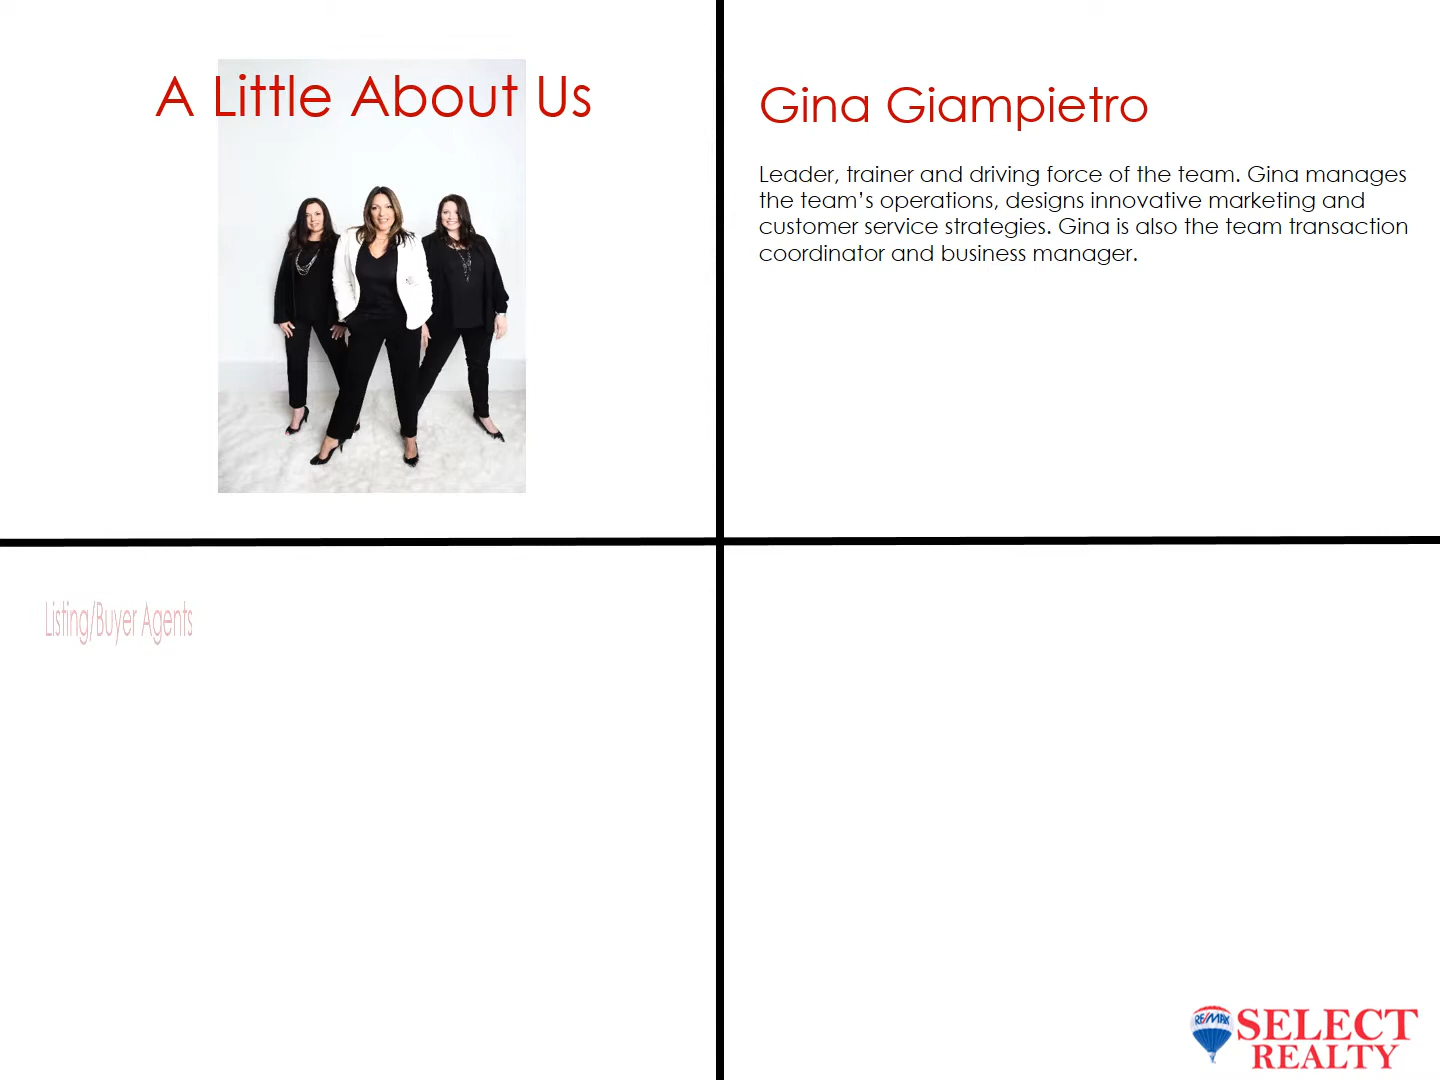 A Little About Us
Gina Giampietro
Leader, trainer and driving force of the team. Gina manages
the team’s operations, designs innovative marketing and
customer service strategies. Gina is also the team transaction
coordinator and business manager.
Listing/Buyer Agents
RE/MAX
SELECT
REALTY